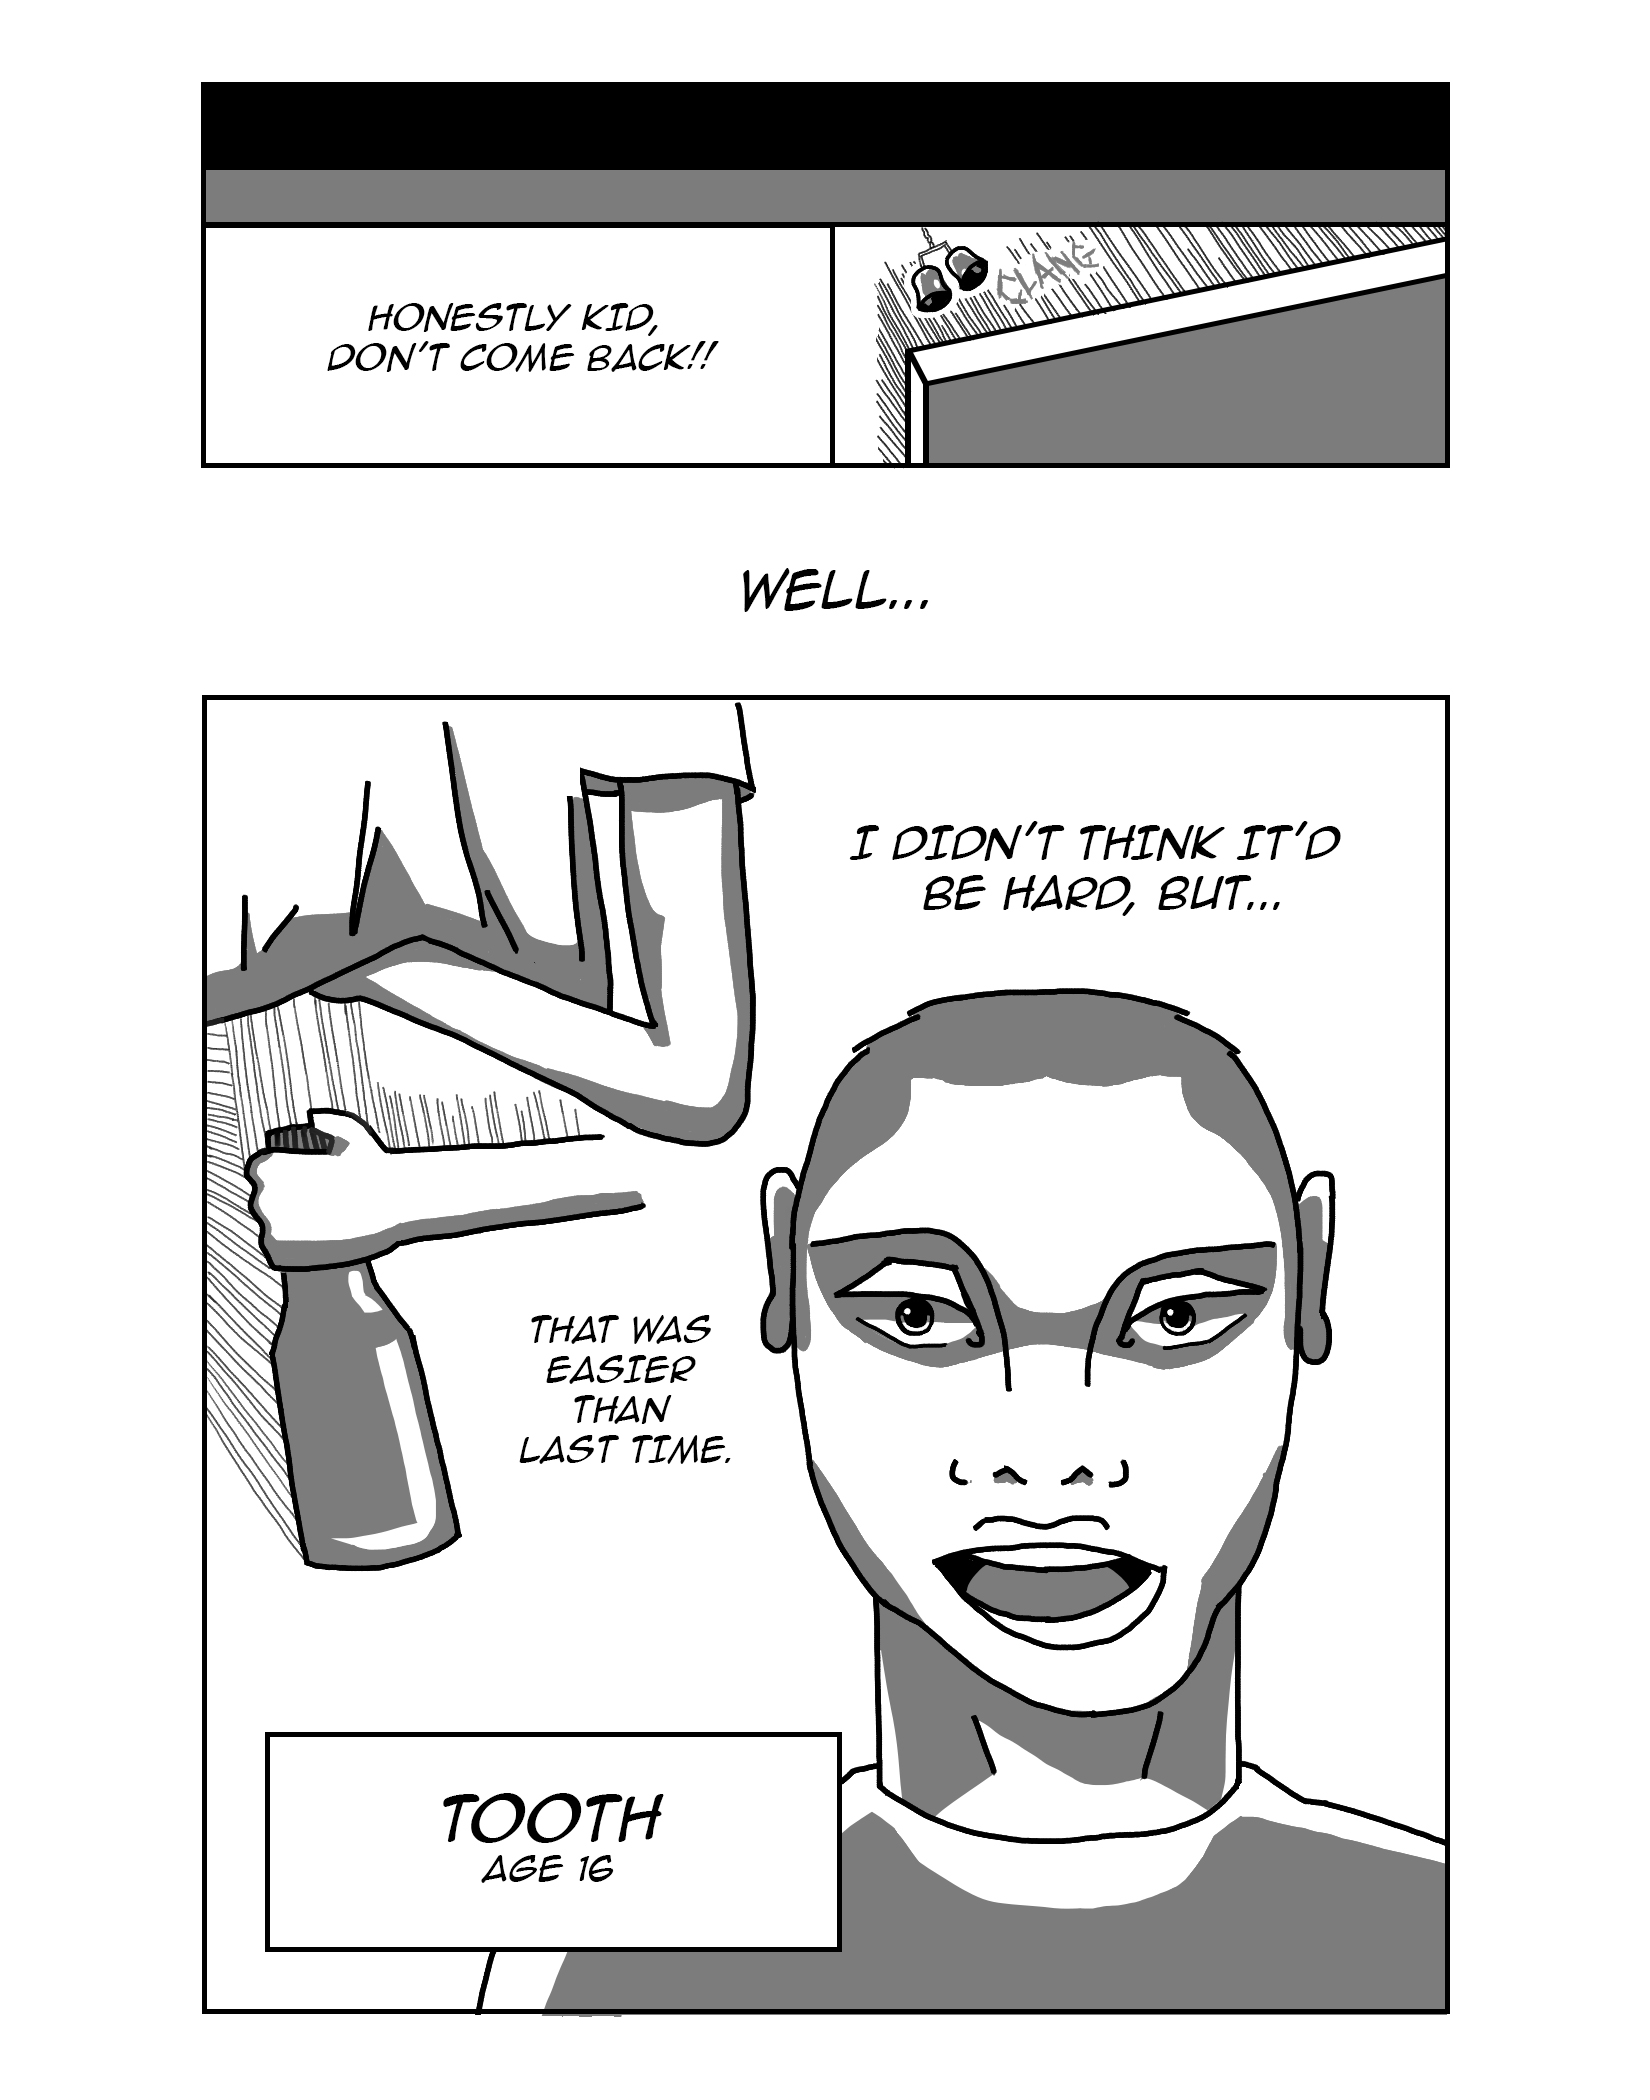 HONESTLY KID,
DON'T COME BACK!!
CLANG
WELL...
I DIDN'T THINK IT'D
BE HARD, BUT...
THAT WAS
EASIER
THAN
LAST TIME.
TOOTH
AGE 16